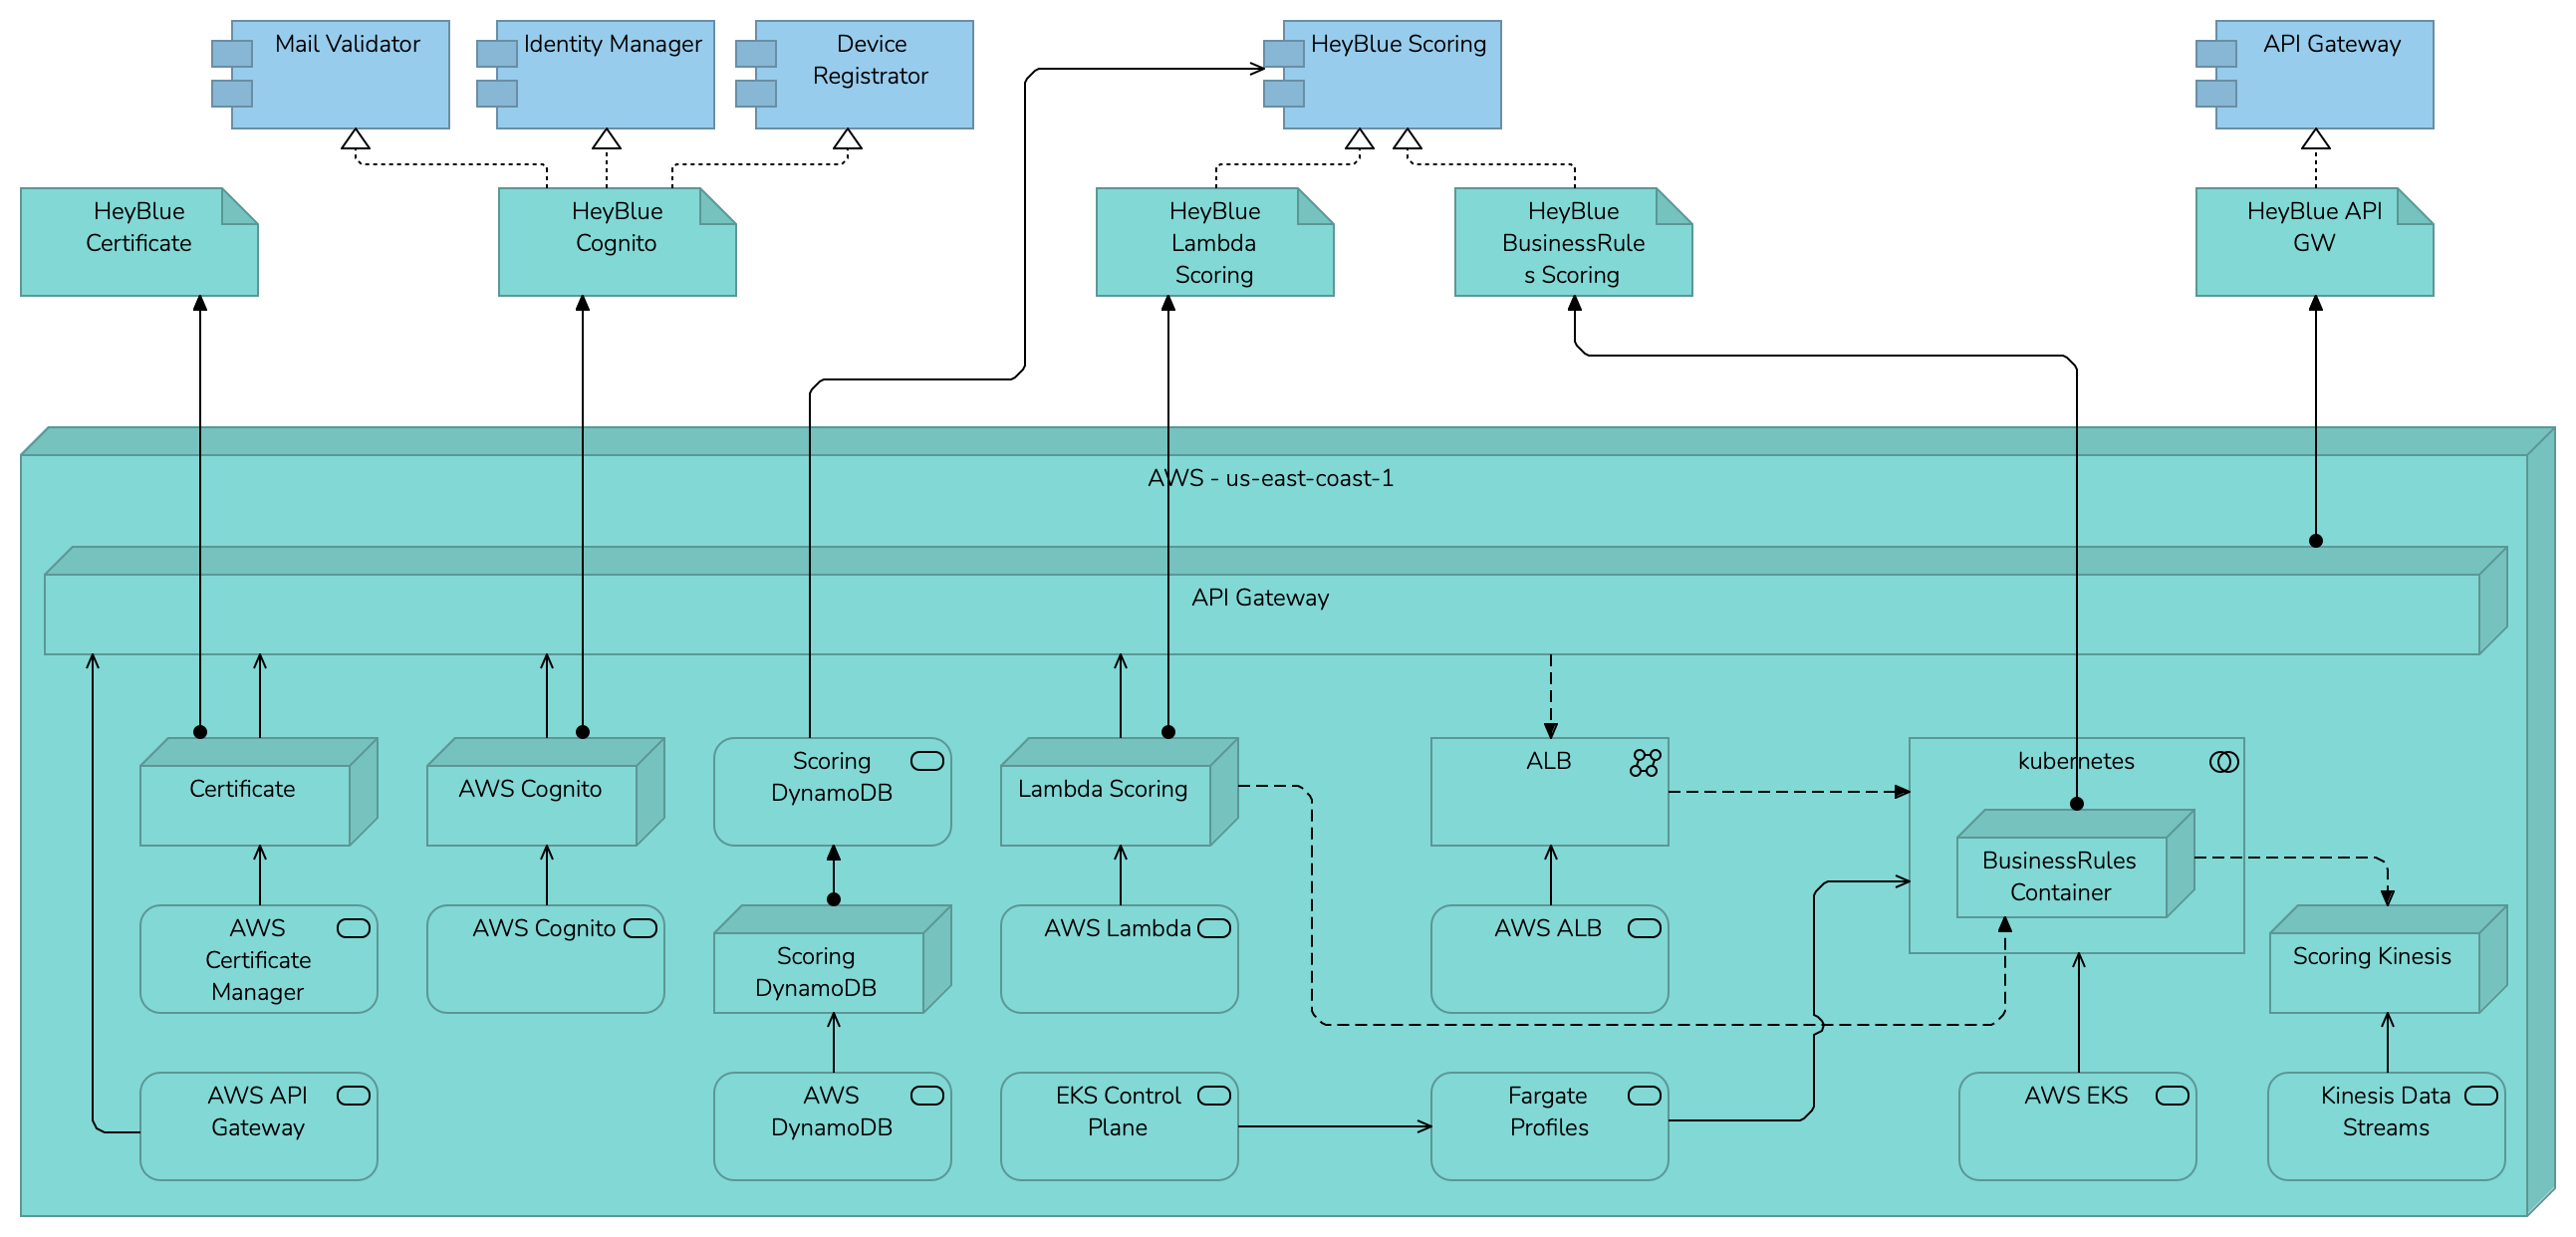 Mail Validator
Identity Manager
Device
Registrator
HeyBlue Scoring
API Gateway
HeyBlue
Certificate
HeyBlue
Cognito
HeyBlue
Lambda
Scoring
HeyBlue
BusinessRule
s Scoring
HeyBlue API
GW
AWS - us-east-coast-1
API Gateway
Certificate
AWS Cognito
Scoring
DynamoDB
Lambda Scoring
ALB
kubernetes
BusinessRules
Container
AWS
Certificate
Manager
AWS Cognito
Scoring
DynamoDB
AWS Lambda
AWS ALB
Scoring Kinesis
AWS API
Gateway
AWS
DynamoDB
EKS Control
Plane
Fargate
Profiles
AWS EKS
Kinesis Data
Streams